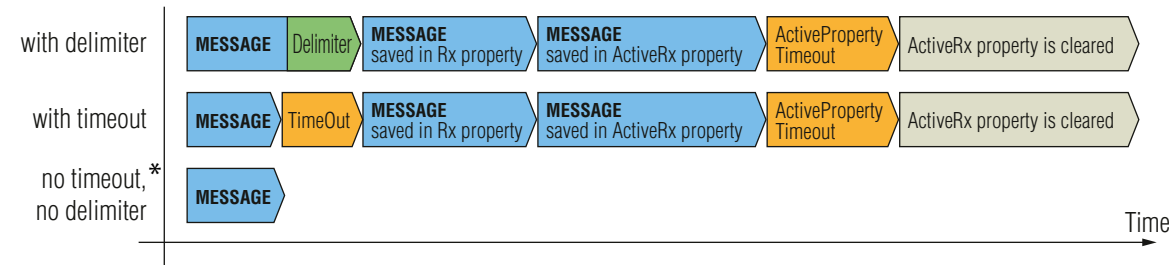 with delimiter
MESSAGE
Delimiter
MESSAGE
saved in Rx property
MESSAGE
saved in ActiveRx property
ActiveProperty
Timeout
ActiveRx property is cleared
with timeout
MESSAGE
TimeOut
MESSAGE
saved in Rx property
MESSAGE
saved in ActiveRx property
ActiveProperty
Timeout
ActiveRx property is cleared
no timeout,*
no delimiter
MESSAGE
Time